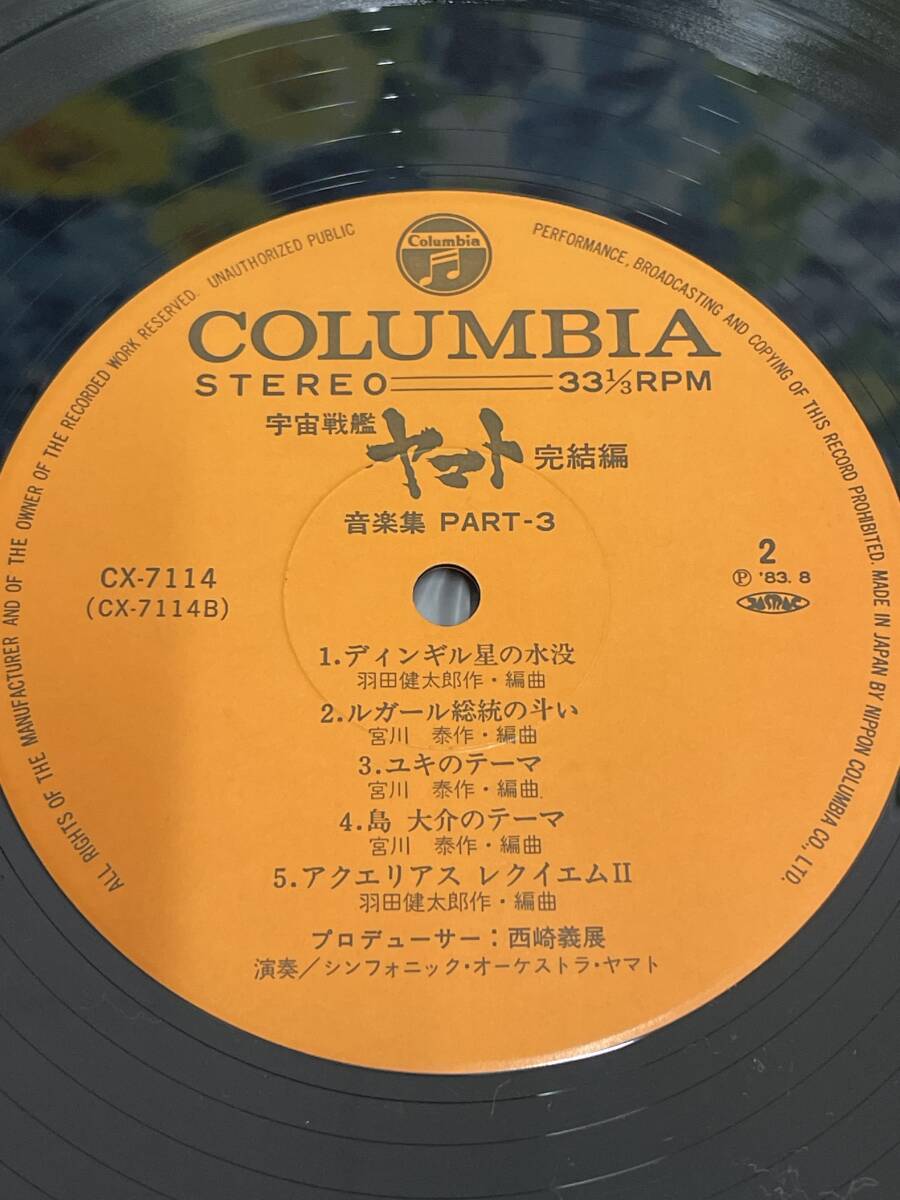 Columbia
ALL RIGHTS OF THE MANUFACTURER AND OF THE OWNER OF THE RECORDED WORK RESERVED. UNAUTHORIZED PUBLIC PERFORMANCE, BROADCASTING AND COPYING OF THIS RECORD PROHIBITED. MADE IN JAPAN BY NIPPON COLUMBIA CO., LTD.
COLUMBIA
STEREO 33⅓RPM
宇宙戦艦 ヤマト 完結編
音楽集 PART-3
CX-7114
(CX-7114B)
2
Ⓟ '83. 8
JASRAC
1.ディンギル星の水没
羽田健太郎作・編曲
2.ルガール総統の斗い
宮川 泰作・編曲
3.ユキのテーマ
宮川 泰作・編曲
4.島 大介のテーマ
宮川 泰作・編曲
5.アクエリアス レクイエムII
羽田健太郎作・編曲
プロデューサー：西崎義展
演奏／シンフォニック・オーケストラ・ヤマト